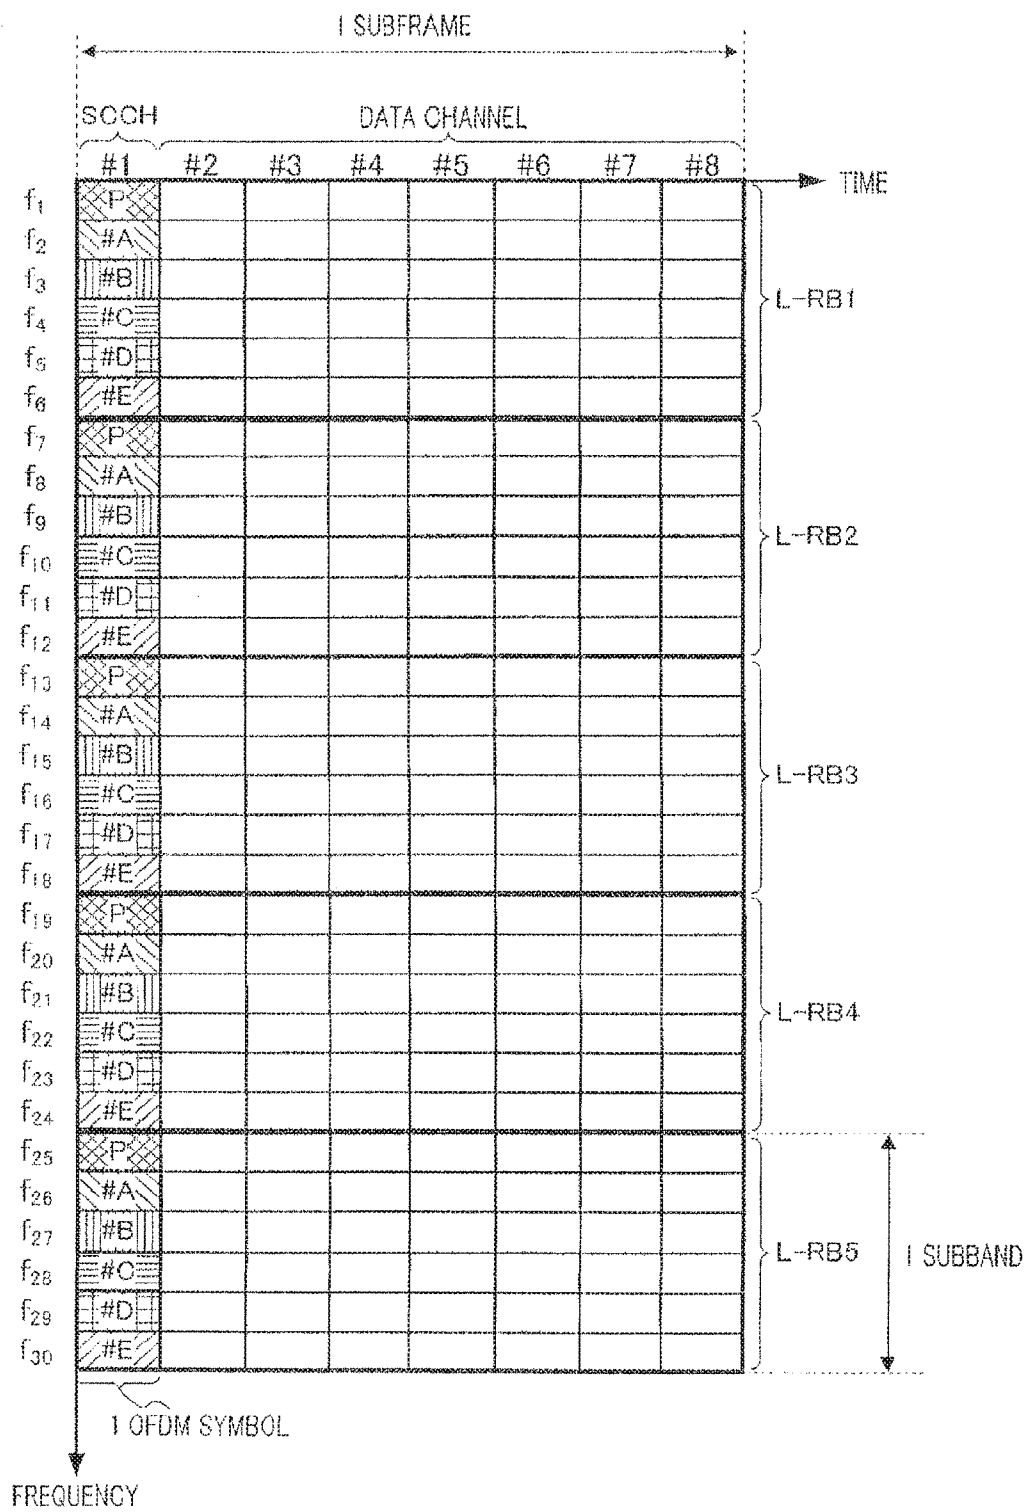 1 SUBFRAME
SCCH DATA CHANNEL
#1 #2 #3 #4 #5 #6 #7 #8 TIME
f1 P
f2 #A
f3 #B
f4 #C L-RB1
f5 #D
f6 #E
f7 P
f8 #A
f9 #B
f10 #C L-RB2
f11 #D
f12 #E
f13 P
f14 #A
f15 #B
f16 #C L-RB3
f17 #D
f18 #E
f19 P
f20 #A
f21 #B
f22 #C L-RB4
f23 #D
f24 #E
f25 P
f26 #A
f27 #B
f28 #C L-RB5 1 SUBBAND
f29 #D
f30 #E
1 OFDM SYMBOL
FREQUENCY